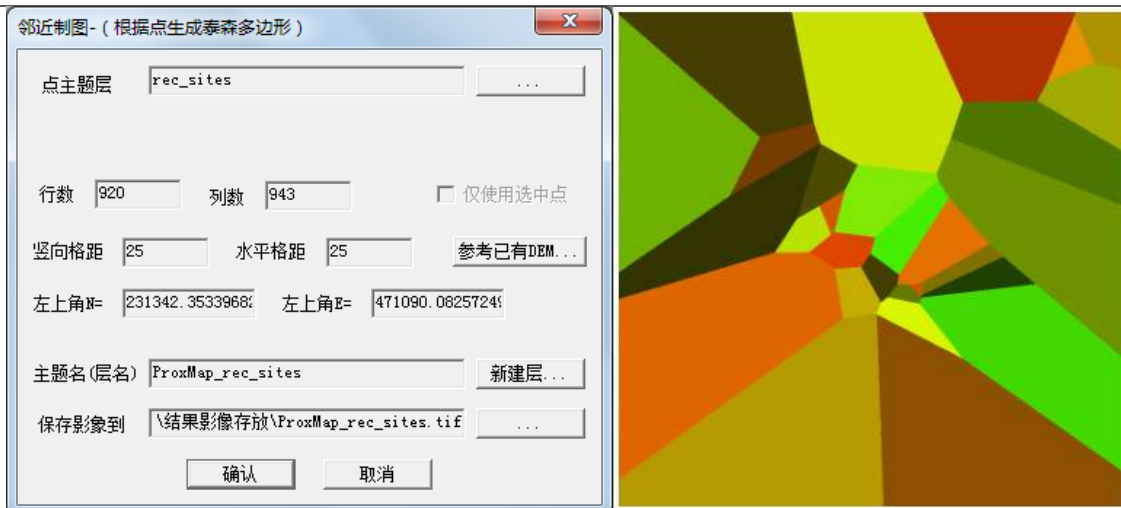 邻近制图-（根据点生成泰森多边形）
点主题层 rec_sites ...
行数 920 列数 943 仅使用选中点
竖向格距 25 水平格距 25 参考已有DEM...
左上角N= 231342.3533968 左上角E= 471090.0825724
主题名(层名) ProxMap_rec_sites 新建层...
保存影象到 \结果影像存放\ProxMap_rec_sites.tif ...
确认 取消